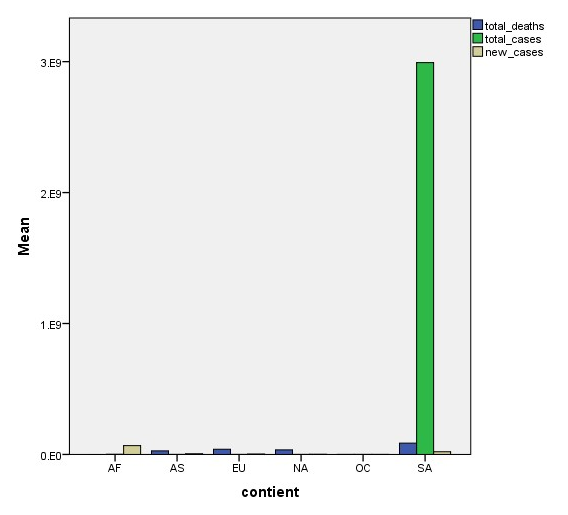 total_deaths
total_cases
new_cases
3.E9
2.E9
1.E9
0.E0
Mean
AF AS EU NA OC SA
contient